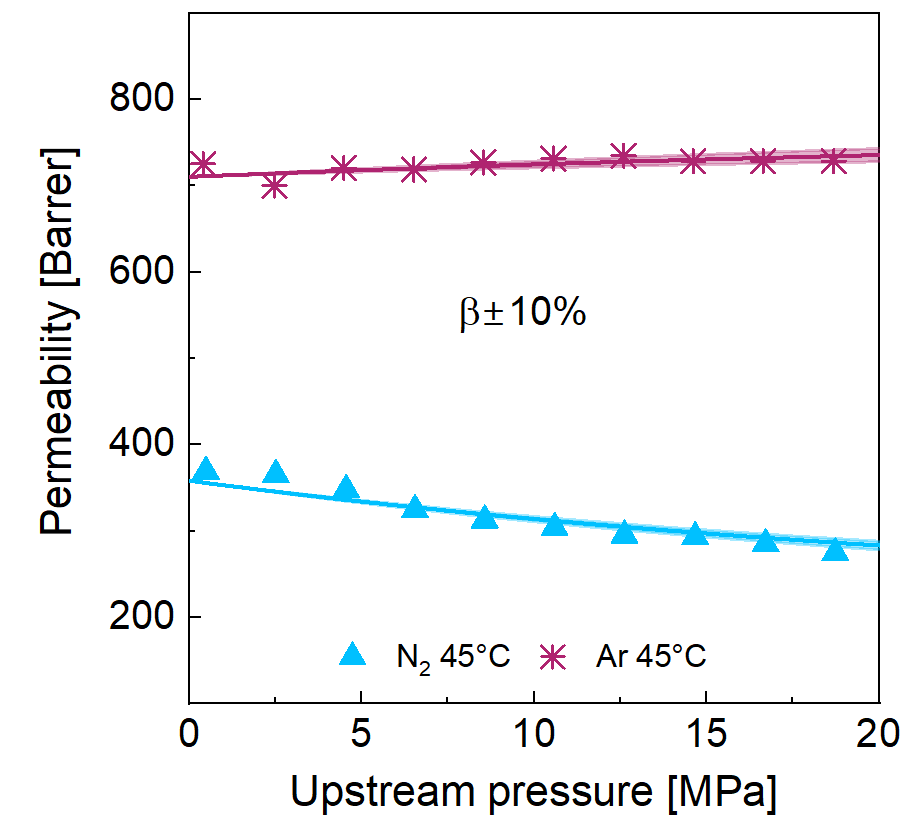 Permeability [Barrer]
800
600
400
200
β±10%
N₂ 45°C Ar 45°C
0 5 10 15 20
Upstream pressure [MPa]